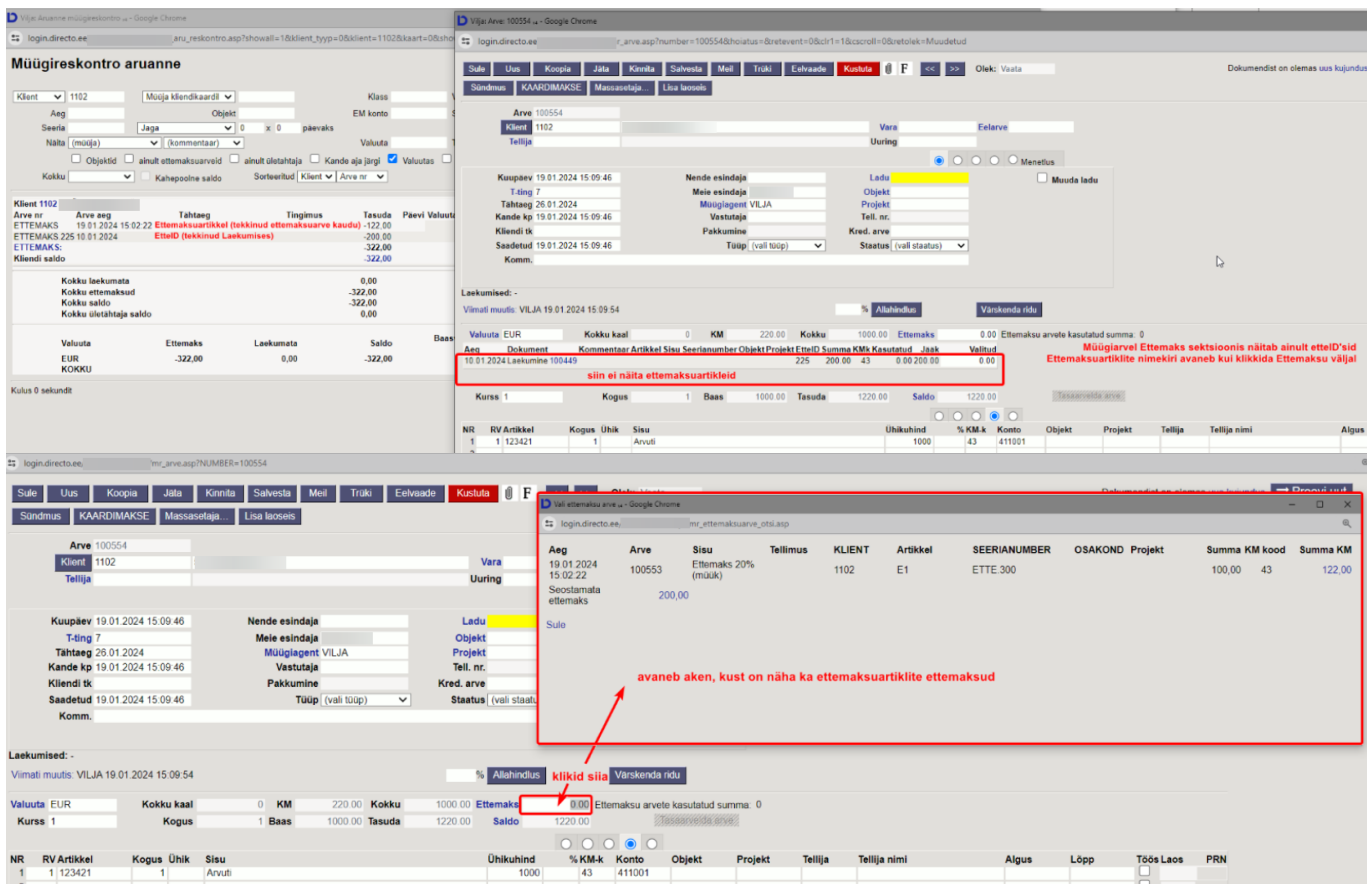 Vilja: Aruanne müügireskontro - Google Chrome
login.directo.ee _aru_reskontro.asp?showall=1&klient_tyyp=0&klient=1102&kaart=0&sho
Müügireskontro aruanne
Klient 1102 Müüja kliendikaardil Klass
Aeg Objekt EM konto
Seeria Jaga 0 x 0 päevaks
Näita (müüja) (kommentaar) Valuuta
Objektid ainult ettemaksuarveid ainult ületähtaja Kande aja järgi Valuutas
Kokku Kahepoolne saldo Sorteeritud Klient Arve nr
Klient 1102
Arve nr Arve aeg Tähtaeg Tingimus Tasuda Päevi Valuuta
ETTEMAKS 19.01.2024 15:02:22 Ettemaksuartikkel (tekkinud ettemaksuarve kaudu) -122,00
ETTEMAKS 225 10.01.2024 EtteID (tekkinud Laekumises) -200,00
ETTEMAKS: -322,00
Kliendi saldo -322,00
Kokku laekumata 0,00
Kokku ettemaksud -322,00
Kokku saldo -322,00
Kokku ületähtaja saldo 0,00
Baas
Valuuta Ettemaks Laekumata Saldo
EUR -322,00 0,00 -322,00
KOKKU
Kulus 0 sekundit
Vilja: Arve: 100554 - Google Chrome
login.directo.ee r_arve.asp?number=100554&hoiatus=&retevent=0&clr1=1&cscroll=0&retolek=Muudetud
Sule Uus Koopia Jäta Kinnita Salvesta Meil Trüki Eelvaade Kustuta F << >> Olek: Vaata Dokumendist on olemas uus kujundus
Sündmus KAARDIMAKSE Massasetaja... Lisa laoseis
Arve 100554
Klient 1102 Vara Eelarve
Tellija Uuring
Menetlus
Kuupäev 19.01.2024 15:09:46 Nende esindaja Ladu Muuda ladu
T-ting 7 Meie esindaja Objekt
Tähtaeg 26.01.2024 Müügiagent VILJA Projekt
Kande kp 19.01.2024 15:09:46 Vastutaja Tell. nr.
Kliendi tk Pakkumine Kred. arve
Saadetud 19.01.2024 15:09:46 Tüüp (vali tüüp) Staatus (vali staatus)
Komm.
Laekumised: -
Viimati muutis: VILJA 19.01.2024 15:09:54 % Allahindlus Värskenda ridu
Valuuta EUR Kokku kaal 0 KM 220.00 Kokku 1000.00 Ettemaks 0.00 Ettemaksu arvete kasutatud summa: 0
Aeg Dokument Kommentaar Artikkel Sisu Seerianumber Objekt Projekt EtteID Summa KMk Kasutatud Jääk Valitud
10.01.2024 Laekumine 100449 225 200.00 43 0.00 200.00 0.00
siin ei näita ettemaksuartikleid
Müügiarvel Ettemaks sektsioonis näitab ainult etteID'sid
Ettemaksuartiklite nimekiri avaneb kui klikkida Ettemaksu väljal
Kurss 1 Kogus 1 Baas 1000.00 Tasuda 1220.00 Saldo 1220.00 Tasaarvelda arve
NR RV Artikkel Kogus Ühik Sisu Ühikuhind % KM-k Konto Objekt Projekt Tellija Tellija nimi Algus
1 1 123421 1 Arvuti 1000 43 411001
login.directo.ee/ mr_arve.asp?NUMBER=100554
Sule Uus Koopia Jäta Kinnita Salvesta Meil Trüki Eelvaade Kustuta F
Sündmus KAARDIMAKSE Massasetaja... Lisa laoseis
Arve 100554
Klient 1102 Vara
Tellija Uuring
Kuupäev 19.01.2024 15:09:46 Nende esindaja Ladu
T-ting 7 Meie esindaja Objekt
Tähtaeg 26.01.2024 Müügiagent VILJA Projekt
Kande kp 19.01.2024 15:09:46 Vastutaja Tell. nr.
Kliendi tk Pakkumine Kred. arve
Saadetud 19.01.2024 15:09:46 Tüüp (vali tüüp) Staatus (vali staatu
Komm.
Vali ettemaksu arve - Google Chrome
login.directo.ee/ mr_ettemaksuarve_otsi.asp
Aeg Arve Sisu Tellimus KLIENT Artikkel SEERIANUMBER OSAKOND Projekt Summa KM kood Summa KM
19.01.2024 15:02:22 100553 Ettemaks 20% (müük) 1102 E1 ETTE.300 100,00 43 122,00
Seostamata ettemaks 200,00
Sule
avaneb aken, kust on näha ka ettemaksuartiklite ettemaksud
Laekumised: -
Viimati muutis: VILJA 19.01.2024 15:09:54 % Allahindlus klikid siia Värskenda ridu
Valuuta EUR Kokku kaal 0 KM 220.00 Kokku 1000.00 Ettemaks 0.00 Ettemaksu arvete kasutatud summa: 0
Kurss 1 Kogus 1 Baas 1000.00 Tasuda 1220.00 Saldo 1220.00 Tasaarvelda arve
NR RV Artikkel Kogus Ühik Sisu Ühikuhind % KM-k Konto Objekt Projekt Tellija Tellija nimi Algus Lõpp Töös Laos PRN
1 1 123421 1 Arvuti 1000 43 411001